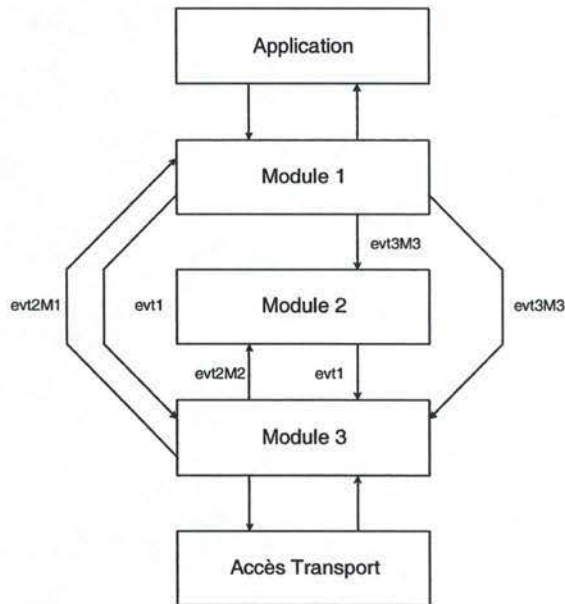 Application
Module 1
evt3M3
evt2M1
evt1
Module 2
evt3M3
evt2M2
evt1
Module 3
Accès Transport